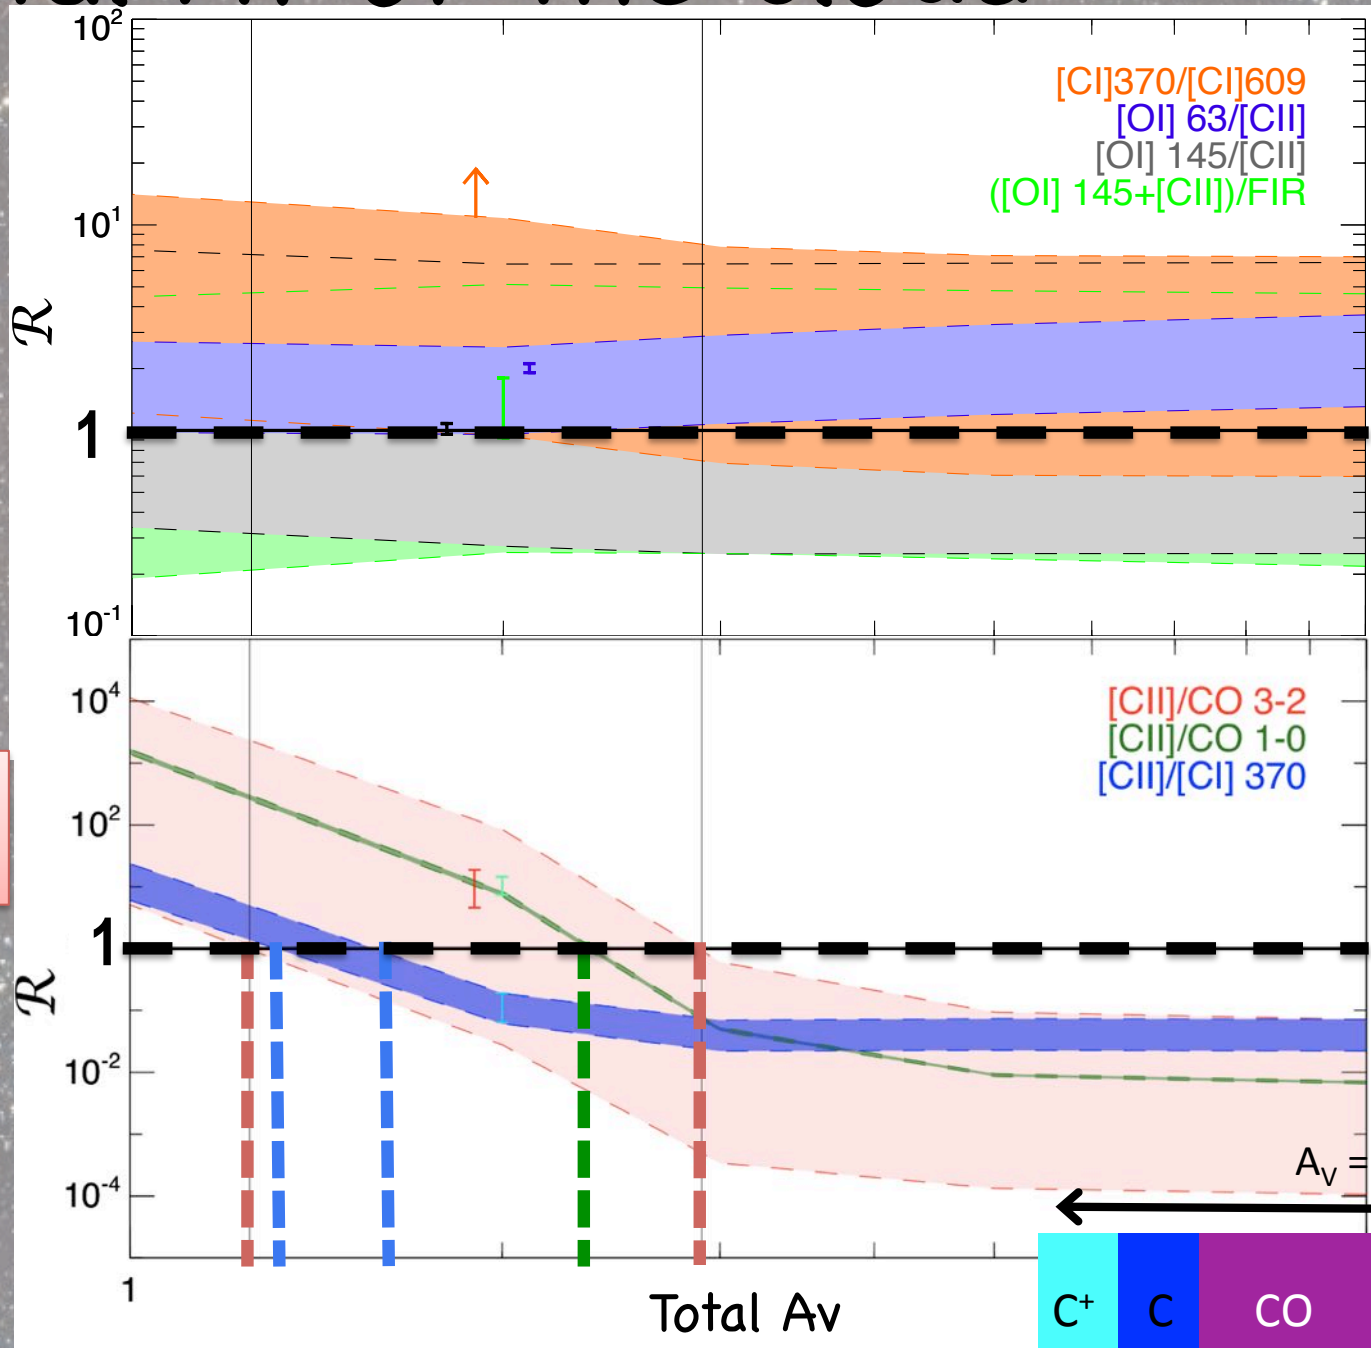 10²
[CI]370/[CI]609
[OI] 63/[CII]
[OI] 145/[CII]
([OI] 145+[CII])/FIR
10¹
ℛ
1
10⁻¹
10⁴
[CII]/CO 3-2
[CII]/CO 1-0
[CII]/[CI] 370
10²
1
ℛ
10⁻²
A_V =
10⁻⁴
1
Total Av
C⁺ C CO